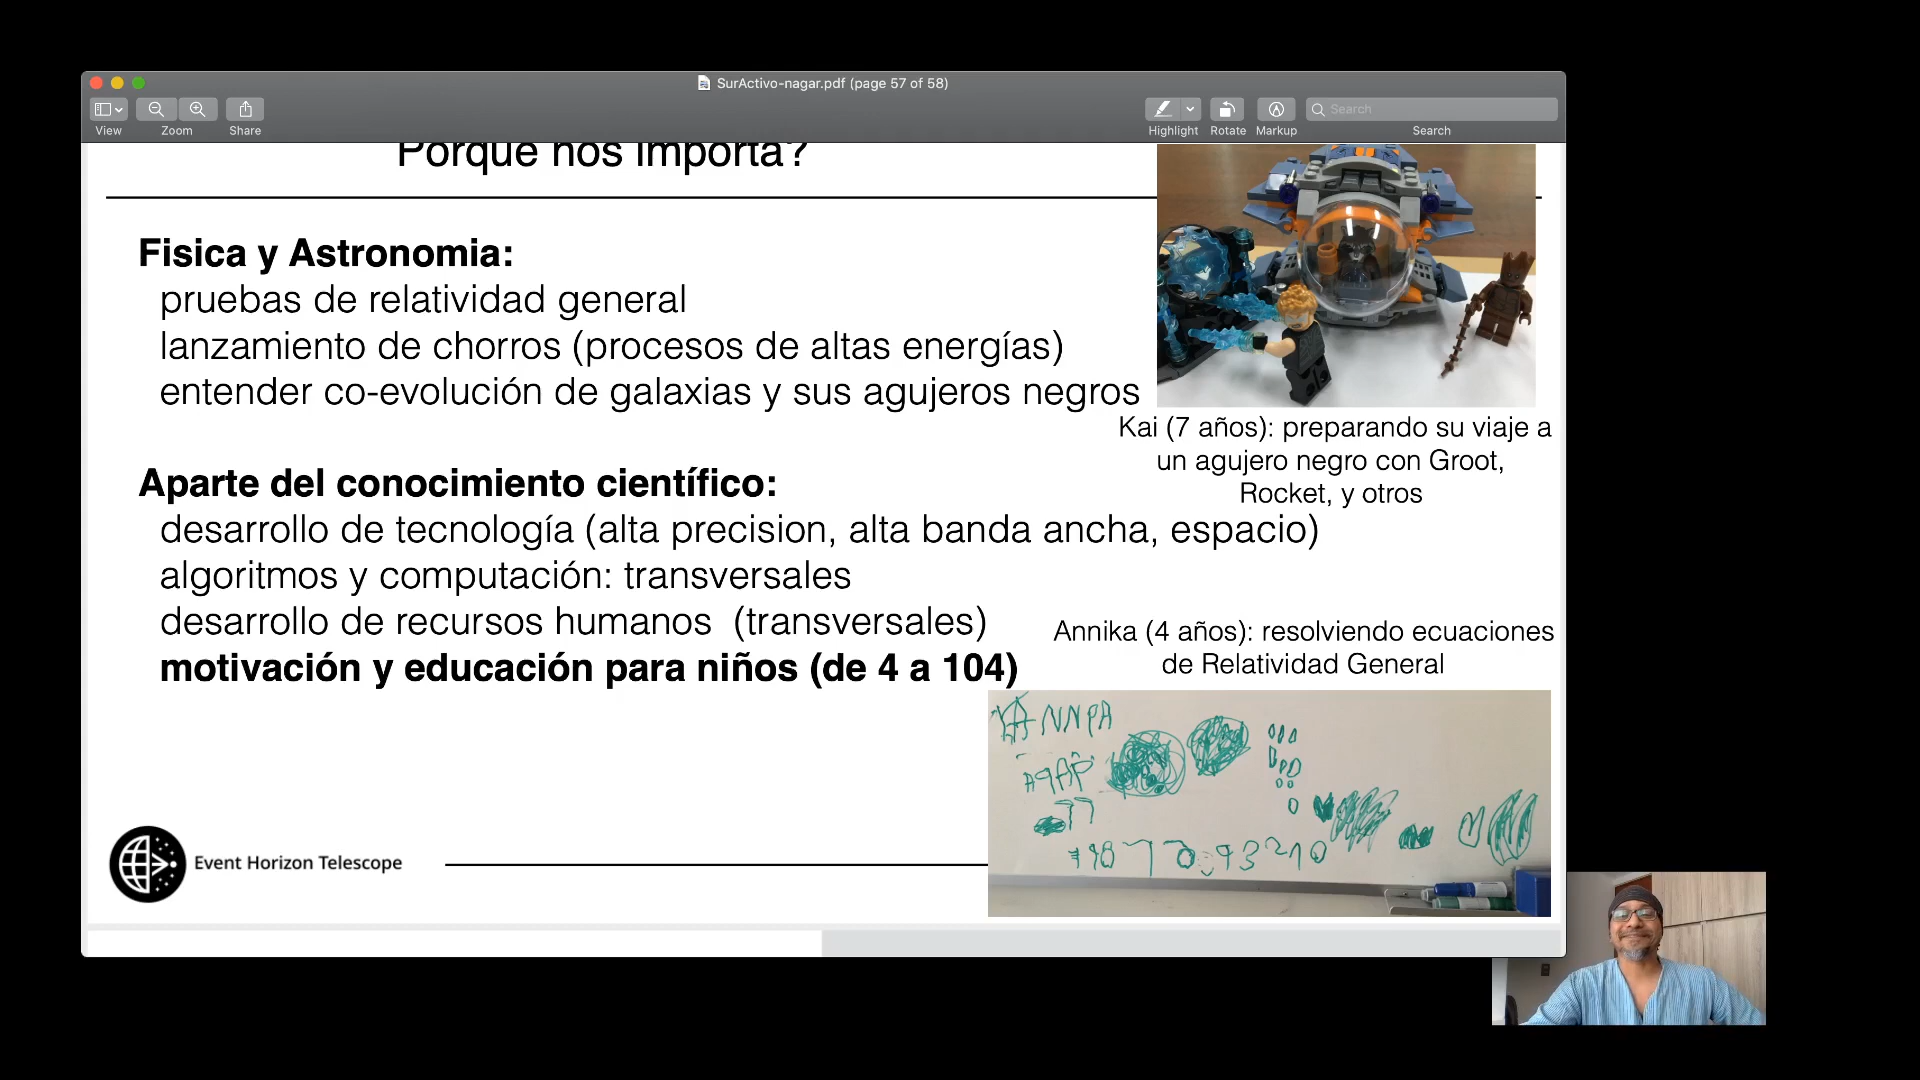 SurActivo-nagar.pdf (page 57 of 58)
View
Zoom
Share
Highlight
Rotate
Markup
Search
Search
Porque nos importa?
Fisica y Astronomia:
pruebas de relatividad general
lanzamiento de chorros (procesos de altas energías)
entender co-evolución de galaxias y sus agujeros negros
Kai (7 años): preparando su viaje a
un agujero negro con Groot,
Rocket, y otros
Aparte del conocimiento científico:
desarrollo de tecnología (alta precision, alta banda ancha, espacio)
algoritmos y computación: transversales
desarrollo de recursos humanos (transversales)
motivación y educación para niños (de 4 a 104)
Annika (4 años): resolviendo ecuaciones
de Relatividad General
Event Horizon Telescope